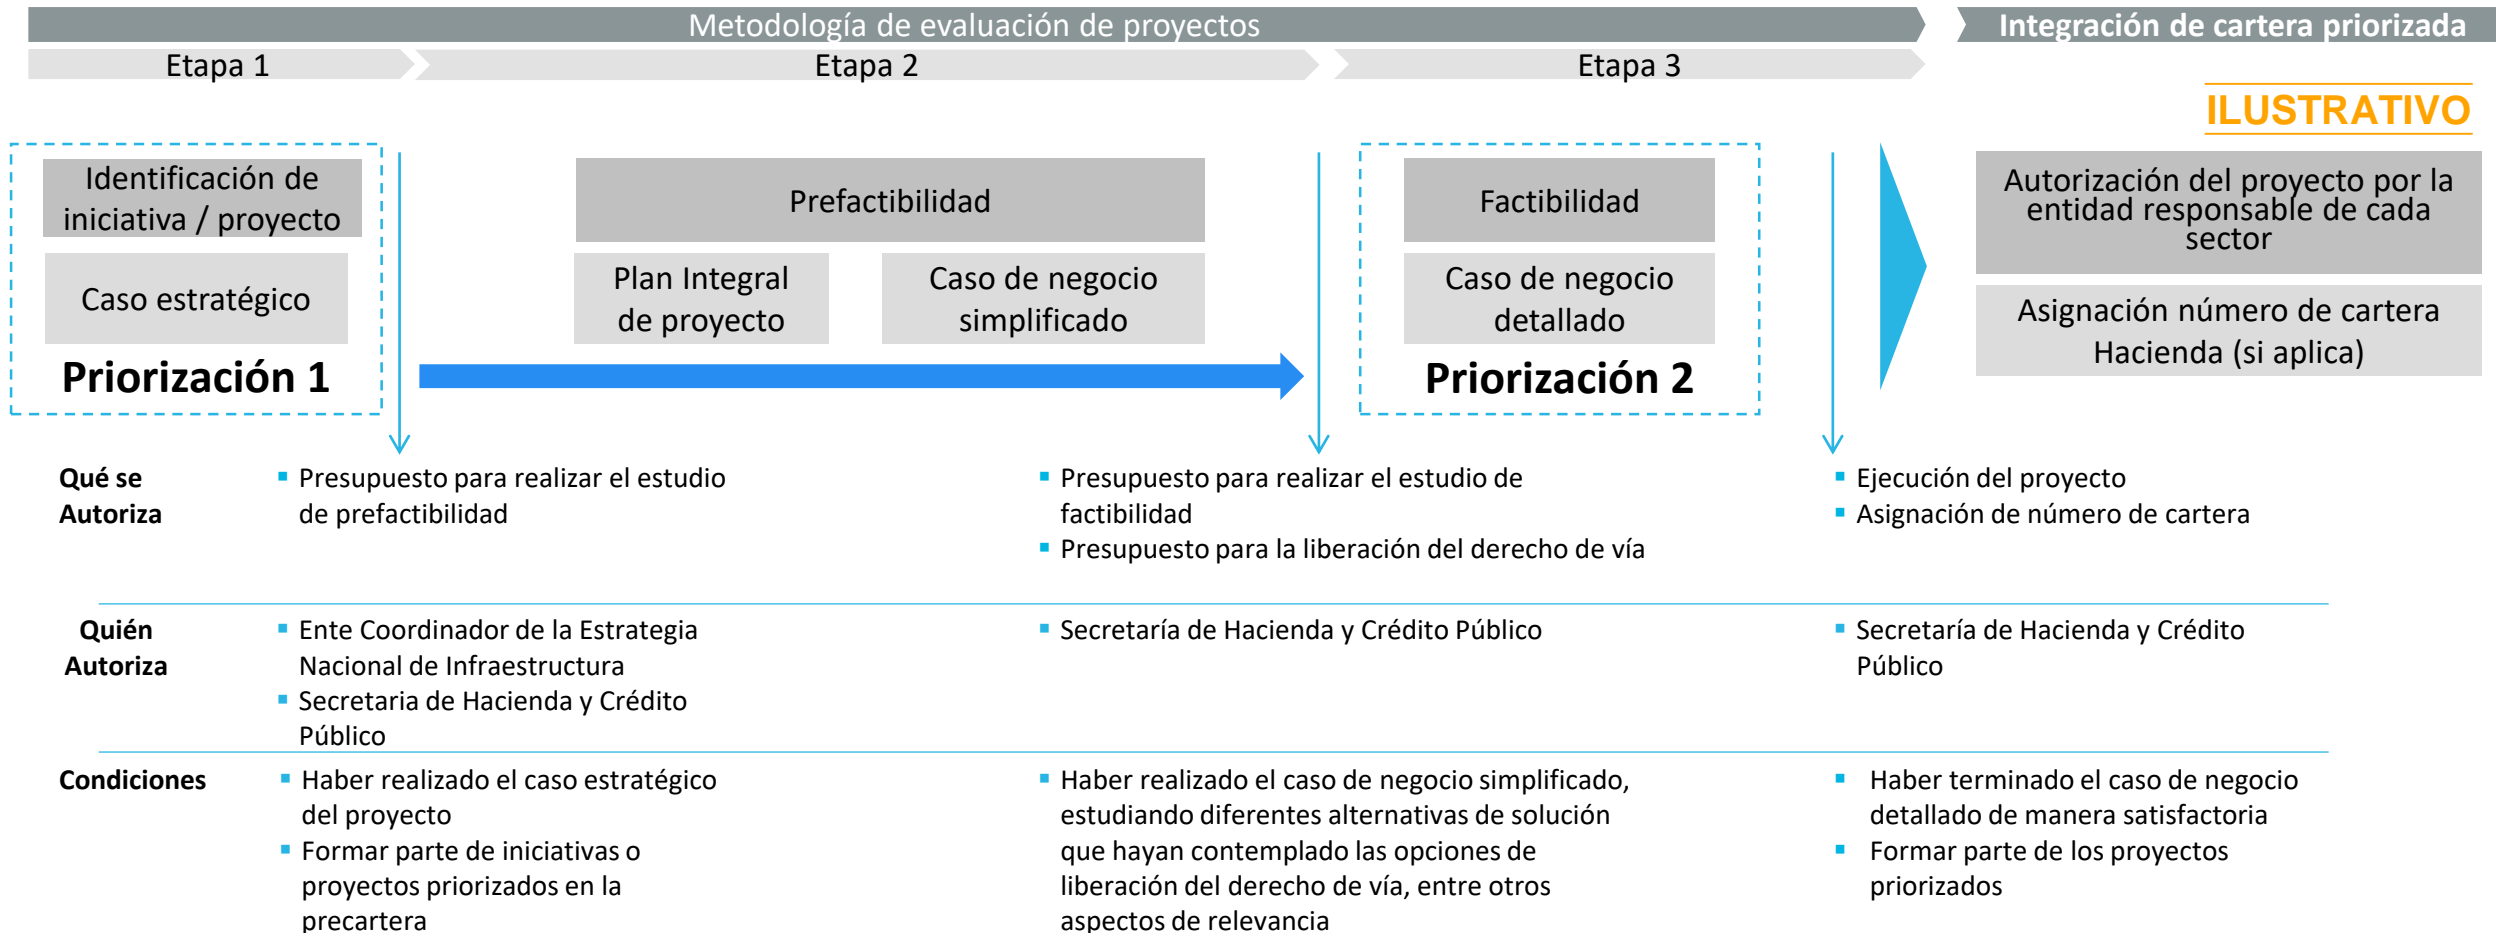 Metodología de evaluación de proyectos
Integración de cartera priorizada
Etapa 1
Etapa 2
Etapa 3
ILUSTRATIVO
Identificación de
iniciativa / proyecto
Caso estratégico
Priorización 1
Prefactibilidad
Plan Integral
de proyecto
Caso de negocio
simplificado
Factibilidad
Caso de negocio
detallado
Priorización 2
Autorización del proyecto por la
entidad responsable de cada
sector
Asignación número de cartera
Hacienda (si aplica)
Qué se
Autoriza
▪ Presupuesto para realizar el estudio
de prefactibilidad
▪ Presupuesto para realizar el estudio de
factibilidad
▪ Presupuesto para la liberación del derecho de vía
▪ Ejecución del proyecto
▪ Asignación de número de cartera
Quién
Autoriza
▪ Ente Coordinador de la Estrategia
Nacional de Infraestructura
▪ Secretaria de Hacienda y Crédito
Público
▪ Secretaría de Hacienda y Crédito Público
▪ Secretaría de Hacienda y Crédito
Público
Condiciones
▪ Haber realizado el caso estratégico
del proyecto
▪ Formar parte de iniciativas o
proyectos priorizados en la
precartera
▪ Haber realizado el caso de negocio simplificado,
estudiando diferentes alternativas de solución
que hayan contemplado las opciones de
liberación del derecho de vía, entre otros
aspectos de relevancia
▪ Haber terminado el caso de negocio
detallado de manera satisfactoria
▪ Formar parte de los proyectos
priorizados